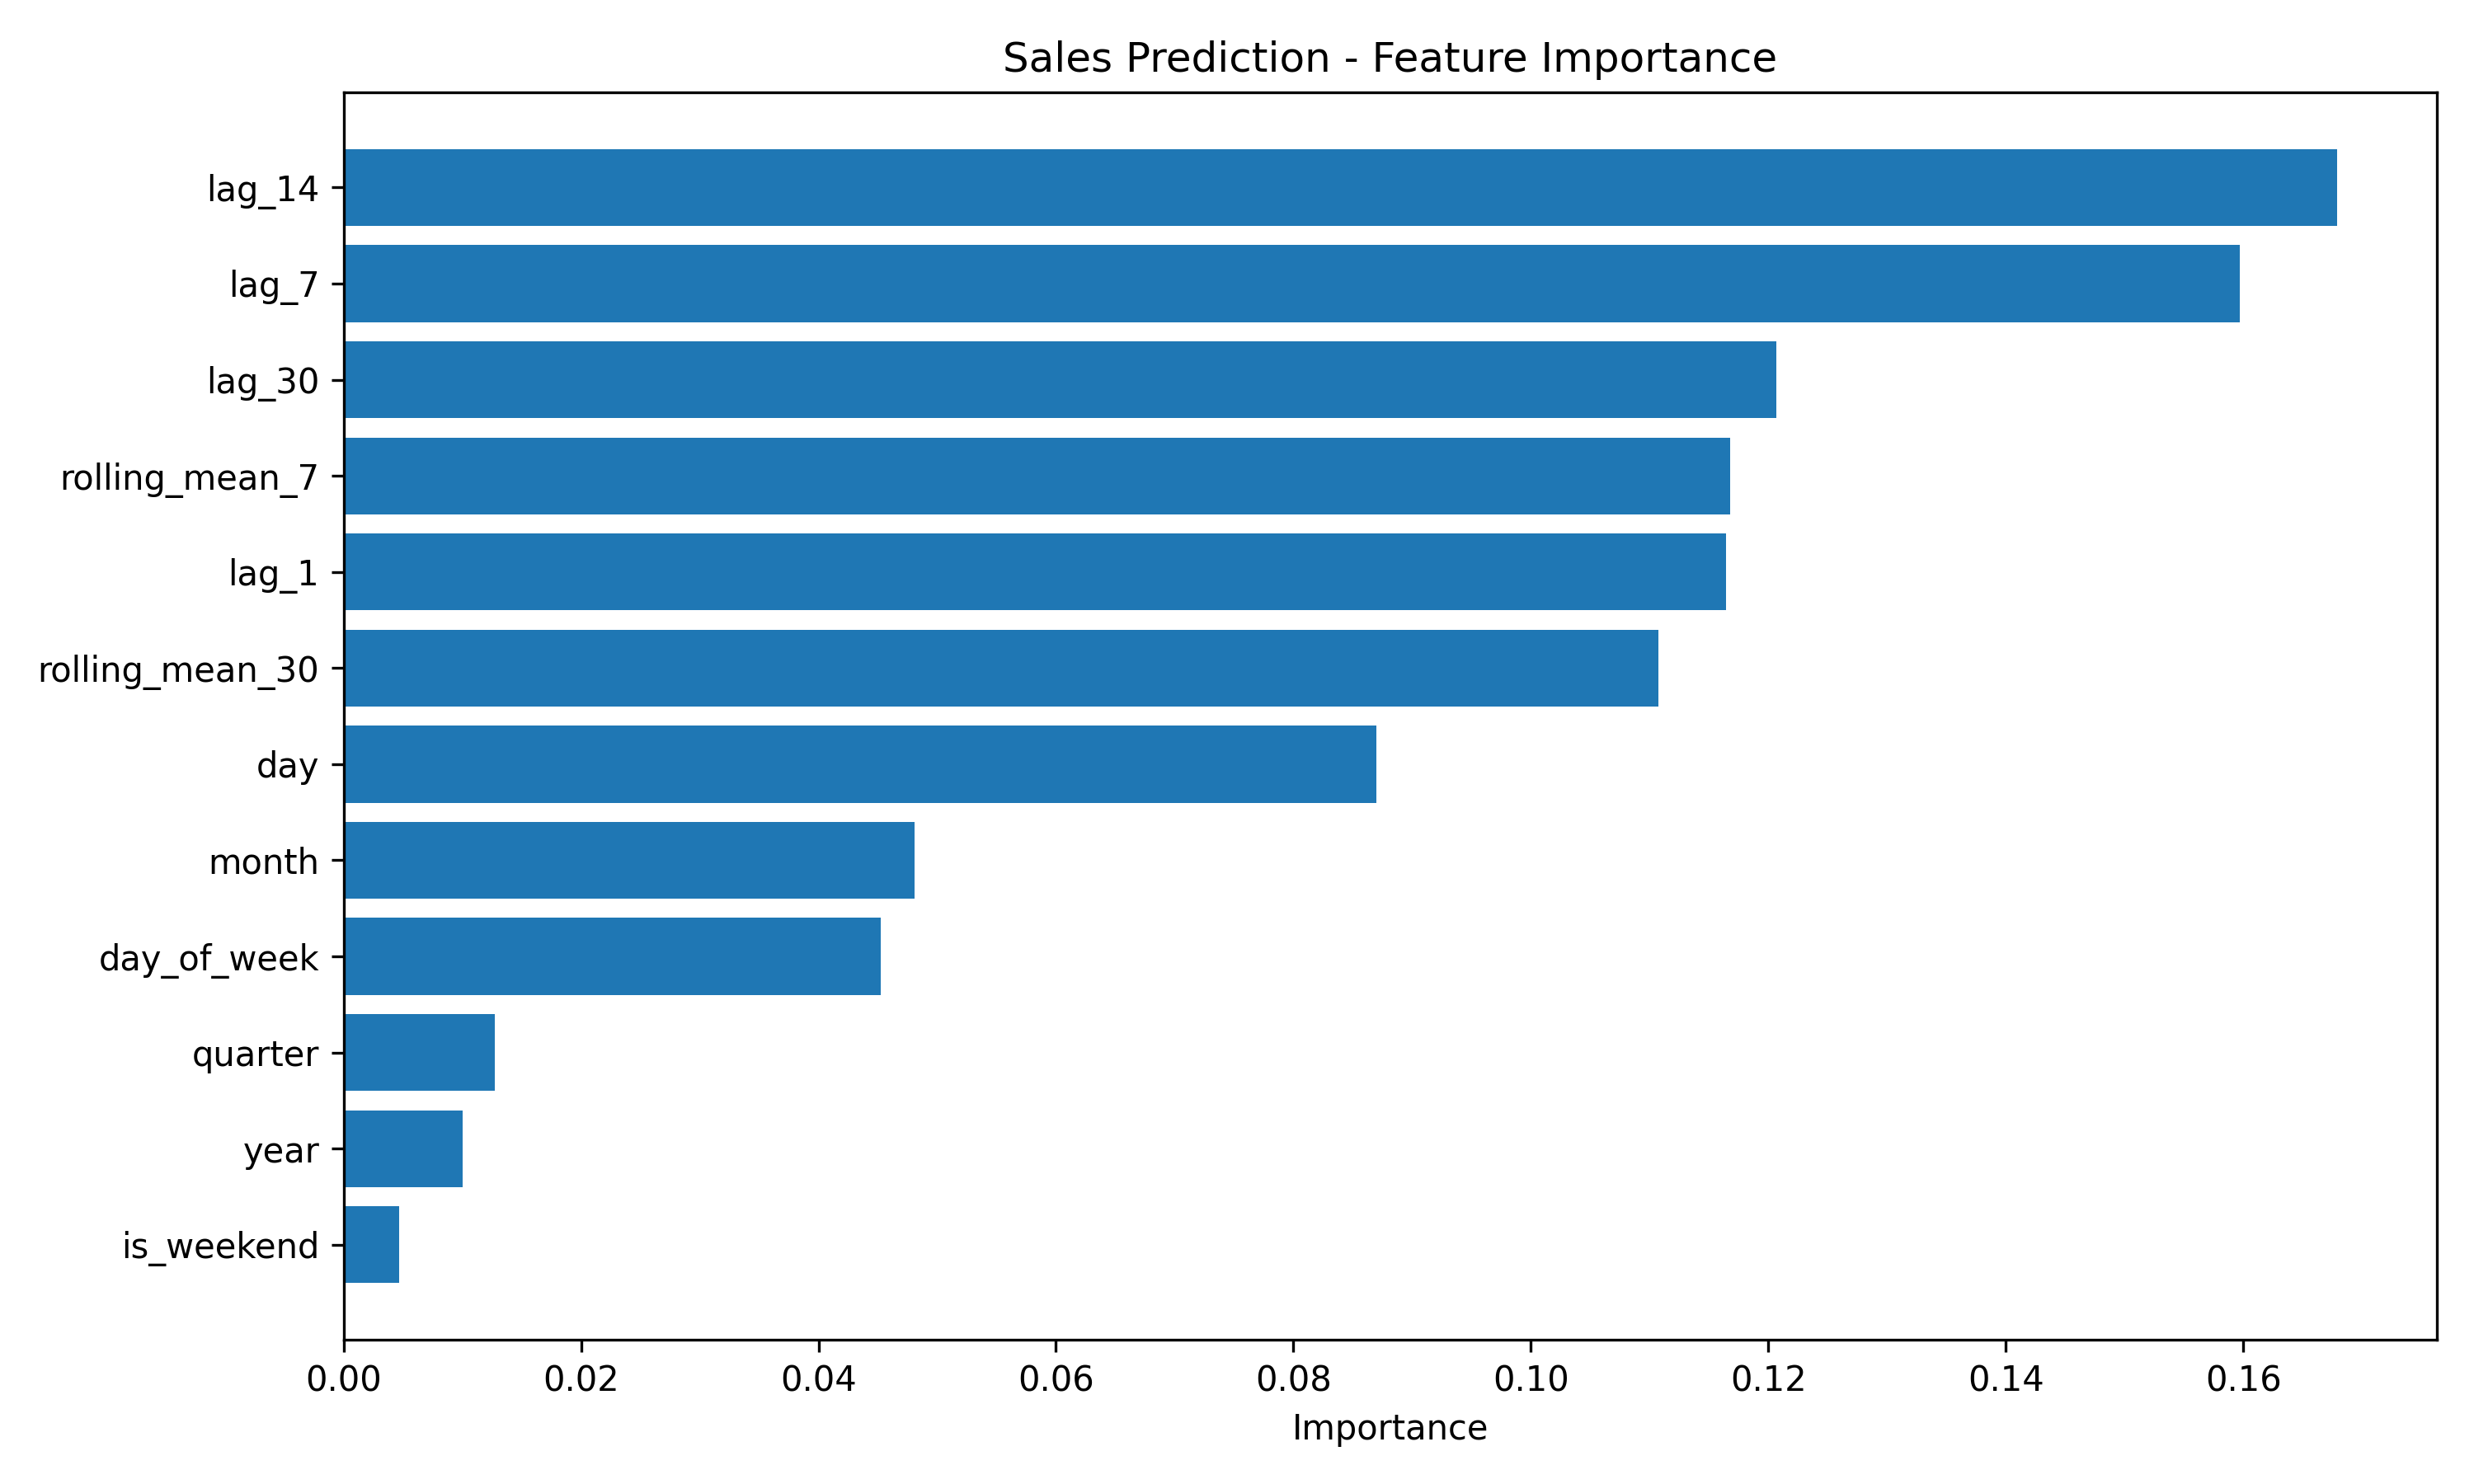 Sales Prediction - Feature Importance
lag_14
lag_7
lag_30
rolling_mean_7
lag_1
rolling_mean_30
day
month
day_of_week
quarter
year
is_weekend
0.00 0.02 0.04 0.06 0.08 0.10 0.12 0.14 0.16
Importance